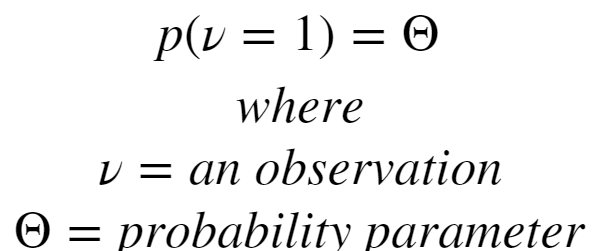 p(ν = 1) = Θ
where
ν = an observation
Θ = probability parameter